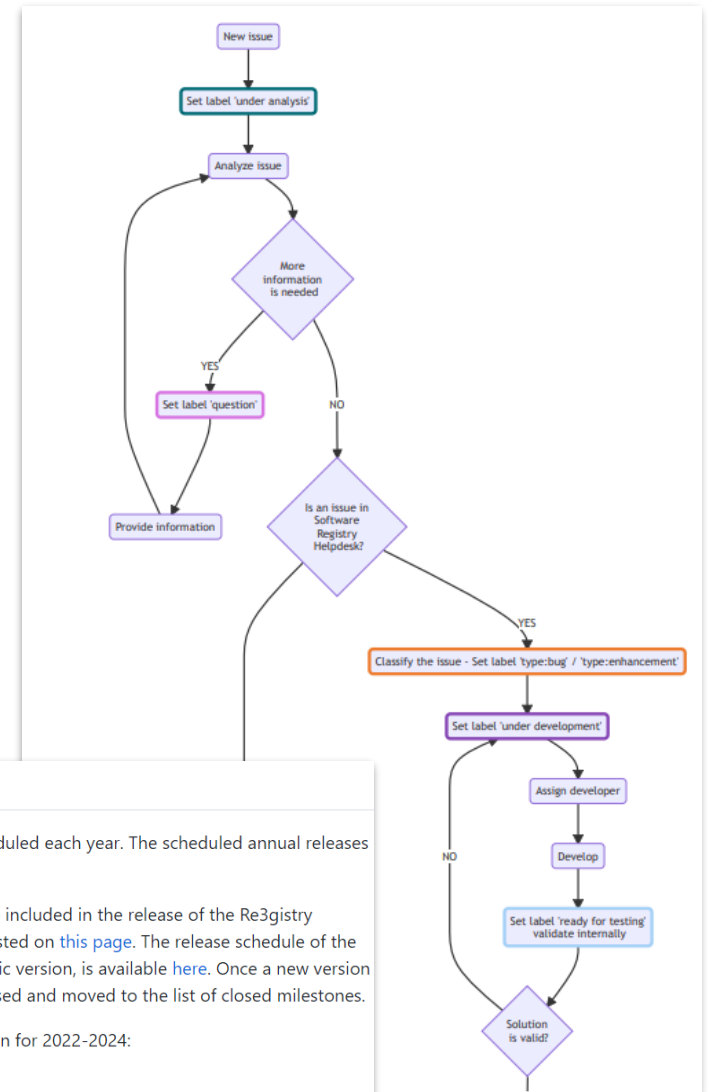 New issue
Set label 'under analysis'
Analyze issue
More
information
is needed
YES
Set label 'question'
NO
Provide information
Is an issue in
Software
Registry
Helpdesk?
YES
Classify the issue - Set label 'type:bug' / 'type:enhancement'
Set label 'under development'
Assign developer
NO
Develop
Set label 'ready for testing'
validate internally
Solution
is valid?
duled each year. The scheduled annual releases
included in the release of the Re3gistry
sted on this page. The release schedule of the
ic version, is available here. Once a new version
sed and moved to the list of closed milestones.
n for 2022-2024: